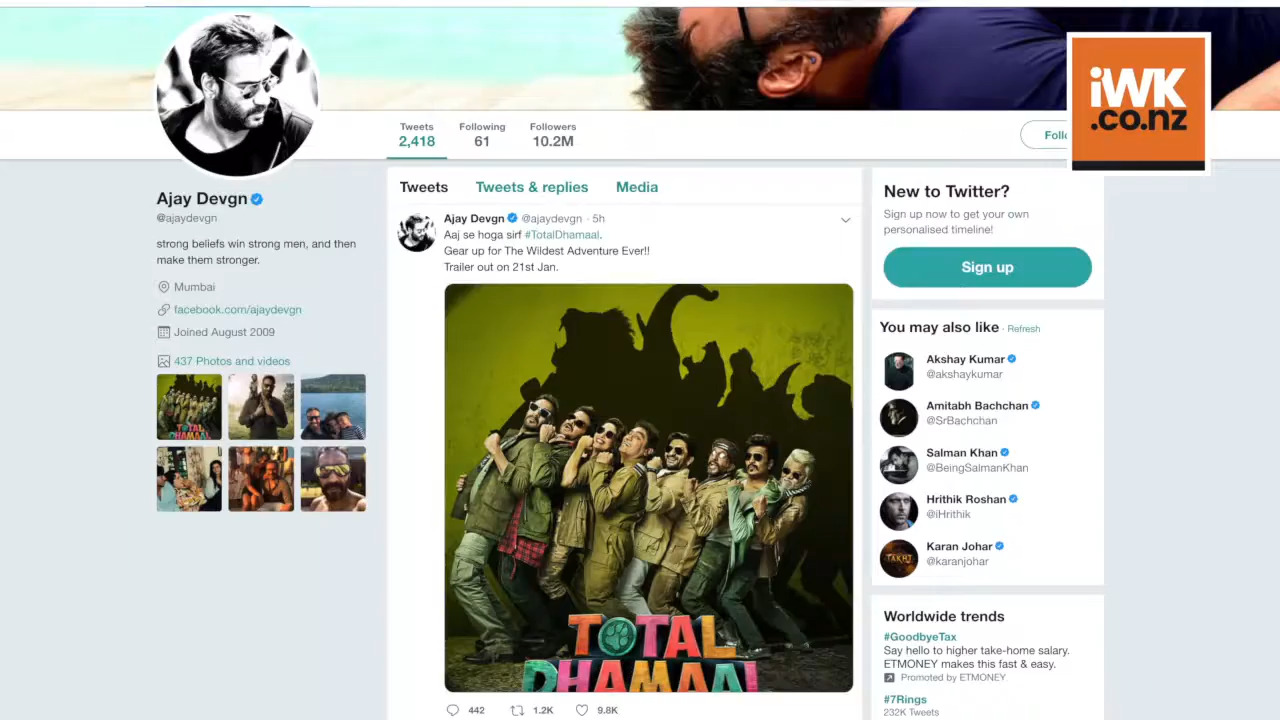 iWK
.co.nz
Tweets
2,418
Following
61
Followers
10.2M
Ajay Devgn
@ajaydevgn
strong beliefs win strong men, and then
make them stronger.
Mumbai
facebook.com/ajaydevgn
Joined August 2009
437 Photos and videos
TOTAL
DHAMAAL
Tweets
Tweets & replies
Media
Ajay Devgn @ajaydevgn · 5h
Aaj se hoga sirf #TotalDhamaal.
Gear up for The Wildest Adventure Ever!!
Trailer out on 21st Jan.
TOTAL
DHAMAAL
442
1.2K
9.8K
New to Twitter?
Sign up now to get your own
personalised timeline!
Sign up
You may also like · Refresh
Akshay Kumar
@akshaykumar
Amitabh Bachchan
@SrBachchan
Salman Khan
@BeingSalmanKhan
Hrithik Roshan
@iHrithik
Karan Johar
@karanjohar
TAKHT
Worldwide trends
#GoodbyeTax
Say hello to higher take-home salary.
ETMONEY makes this fast & easy.
Promoted by ETMONEY
#7Rings
232K Tweets